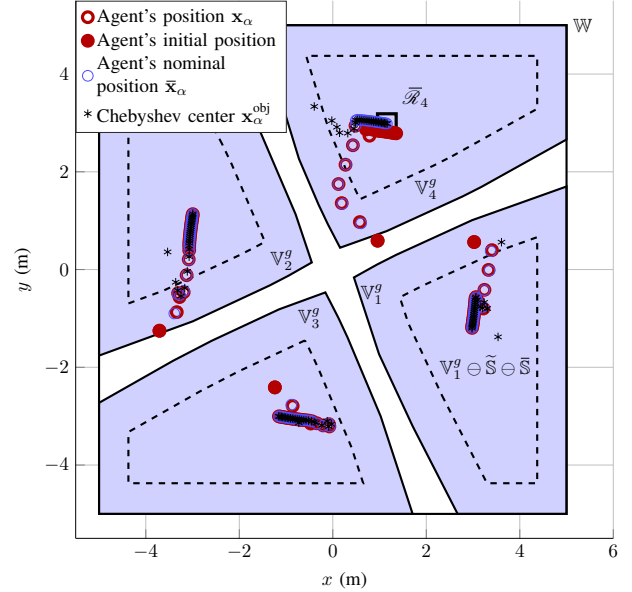 Agent's position 𝐱_α
Agent's initial position
Agent's nominal
position x̄_α
Chebyshev center 𝐱_α^obj
𝕎
ℛ̅_4
𝕍_4^g
𝕍_2^g
𝕍_1^g
𝕍_3^g
𝕍_1^g ⊖ 𝕊̃ ⊖ 𝕊̄
4
2
0
−2
−4
y (m)
−4 −2 0 2 4 6
x (m)